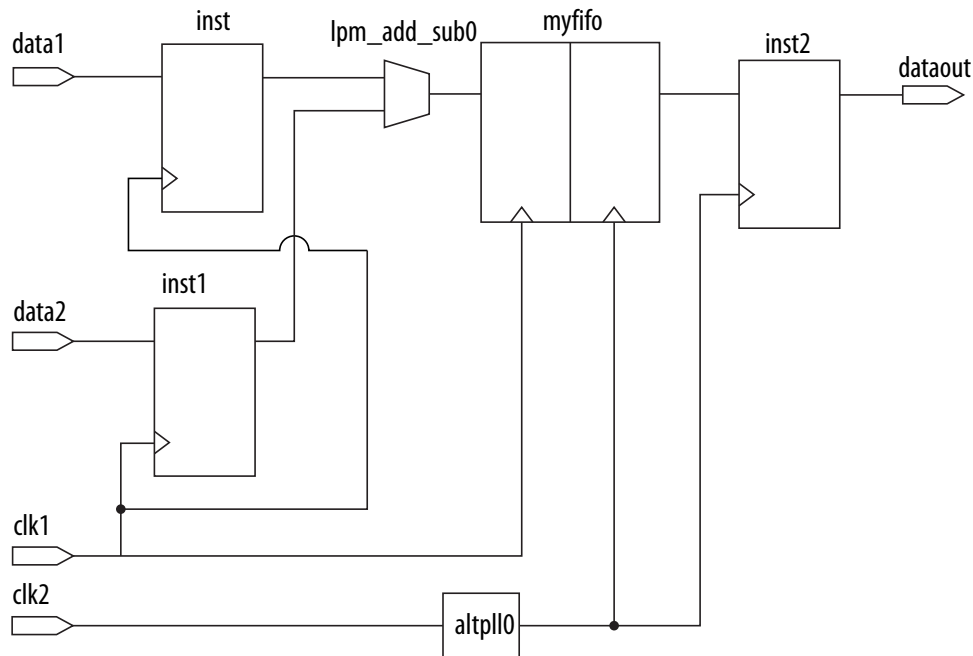 data1
inst
lpm_add_sub0
myfifo
inst2
dataout
data2
inst1
clk1
clk2
altpll0